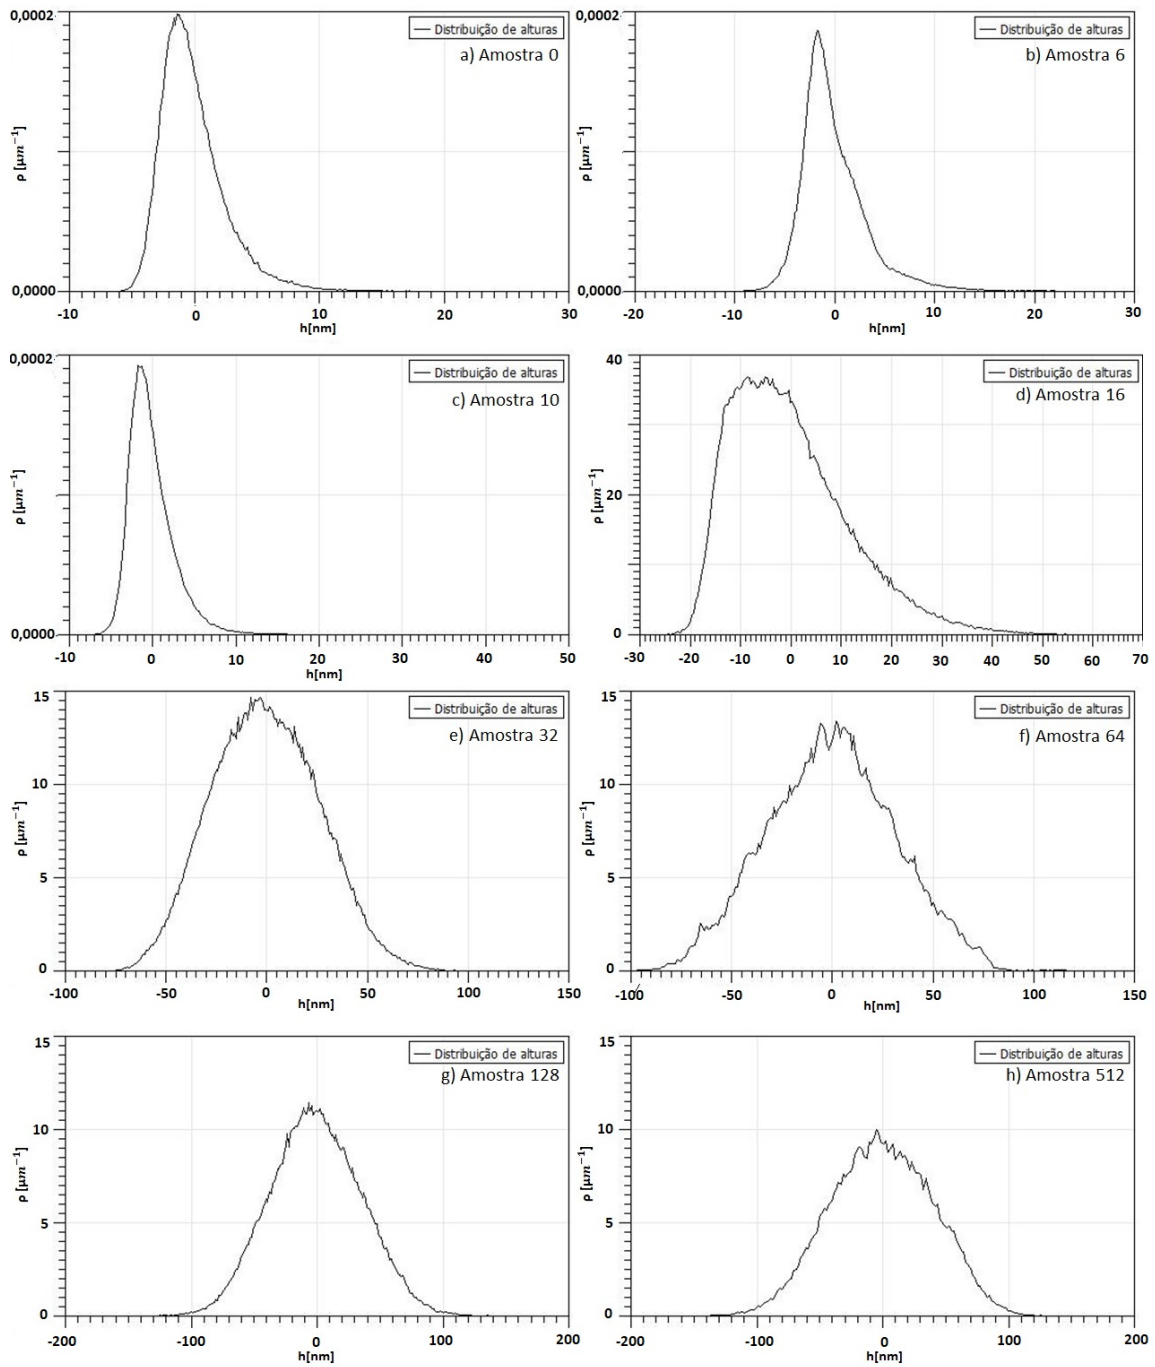 0,0002
Distribuição de alturas
a) Amostra 0
ρ [μm⁻¹]
0,0000
-10 0 10 20 30
h[nm]
0,0002
Distribuição de alturas
b) Amostra 6
ρ [μm⁻¹]
0,0000
-20 -10 0 10 20 30
h[nm]
0,0002
Distribuição de alturas
c) Amostra 10
ρ [μm⁻¹]
0,0000
-10 0 10 20 30 40 50
h[nm]
40
Distribuição de alturas
d) Amostra 16
20
ρ [μm⁻¹]
0
-30 -20 -10 0 10 20 30 40 50 60 70
h[nm]
15
Distribuição de alturas
e) Amostra 32
10
ρ [μm⁻¹]
5
0
-100 -50 0 50 100 150
h[nm]
15
Distribuição de alturas
f) Amostra 64
10
ρ [μm⁻¹]
5
0
-100 -50 0 50 100 150
h[nm]
15
Distribuição de alturas
g) Amostra 128
10
ρ [μm⁻¹]
5
0
-200 -100 0 100 200
h[nm]
15
Distribuição de alturas
h) Amostra 512
10
ρ [μm⁻¹]
5
0
-200 -100 0 100 200
h[nm]